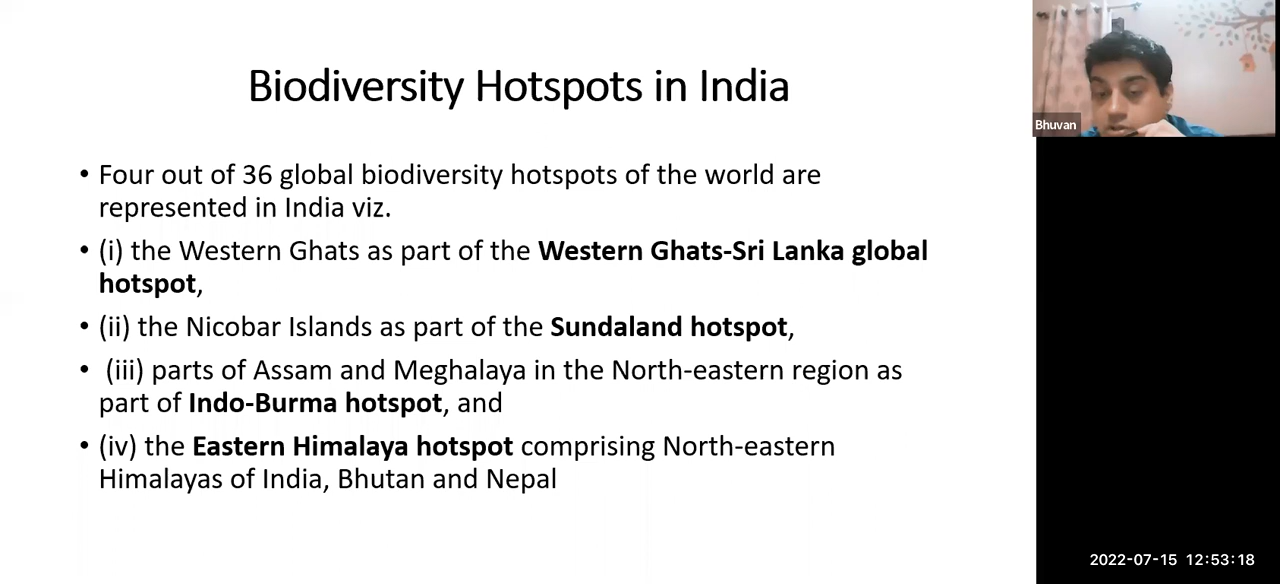 Biodiversity Hotspots in India
• Four out of 36 global biodiversity hotspots of the world are
represented in India viz.
• (i) the Western Ghats as part of the Western Ghats-Sri Lanka global
hotspot,
• (ii) the Nicobar Islands as part of the Sundaland hotspot,
• (iii) parts of Assam and Meghalaya in the North-eastern region as
part of Indo-Burma hotspot, and
• (iv) the Eastern Himalaya hotspot comprising North-eastern
Himalayas of India, Bhutan and Nepal
Bhuvan
2022-07-15 12:53:18